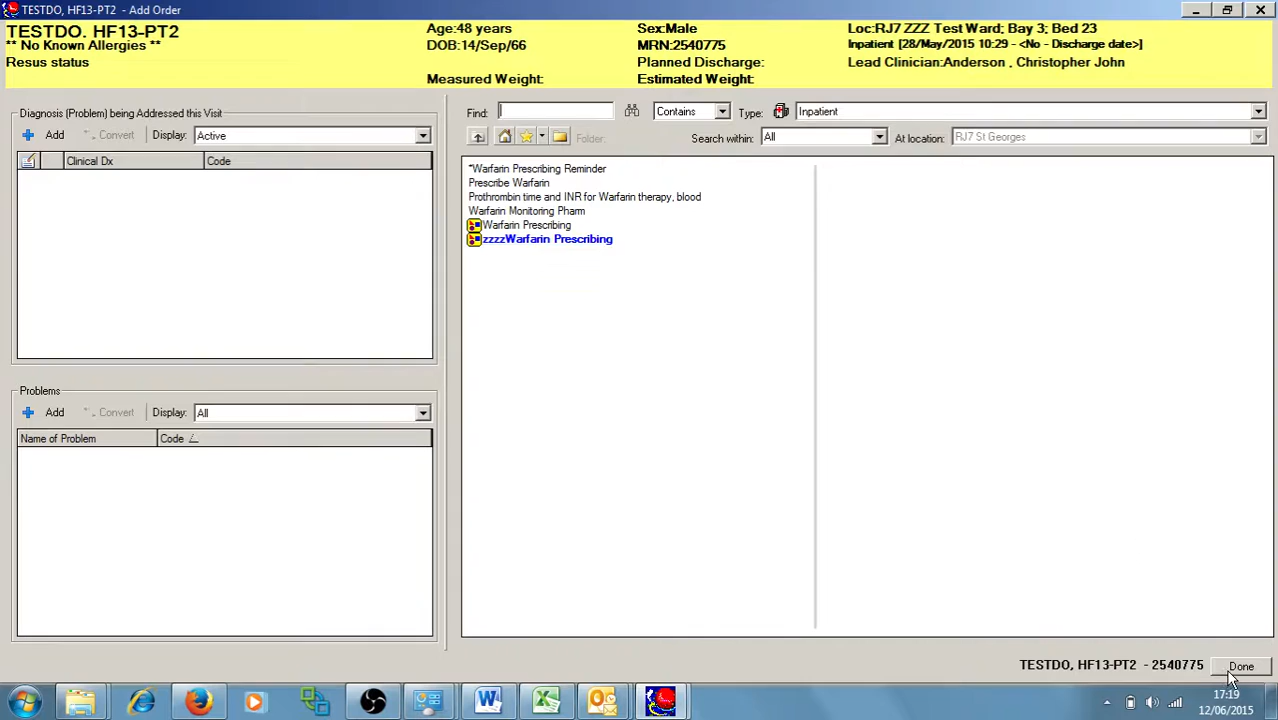 TESTDO, HF13-PT2 - Add Order
TESTDO, HF13-PT2
** No Known Allergies **
Resus status
Age:48 years
DOB:14/Sep/66
Measured Weight:
Sex:Male
MRN:2540775
Planned Discharge:
Estimated Weight:
Loc:RJ7 ZZZ Test Ward; Bay 3; Bed 23
Inpatient [28/May/2015 10:29 - <No - Discharge date>]
Lead Clinician:Anderson , Christopher John
Diagnosis (Problem) being Addressed this Visit
Add Convert Display: Active
Clinical Dx Code
Problems
Add Convert Display: All
Name of Problem Code
Find: Contains Type: Inpatient
Folder: Search within: All At location: RJ7 St Georges
*Warfarin Prescribing Reminder
Prescribe Warfarin
Prothrombin time and INR for Warfarin therapy, blood
Warfarin Monitoring Pharm
Warfarin Prescribing
zzzzWarfarin Prescribing
TESTDO, HF13-PT2 - 2540775 Done
17:19
12/06/2015